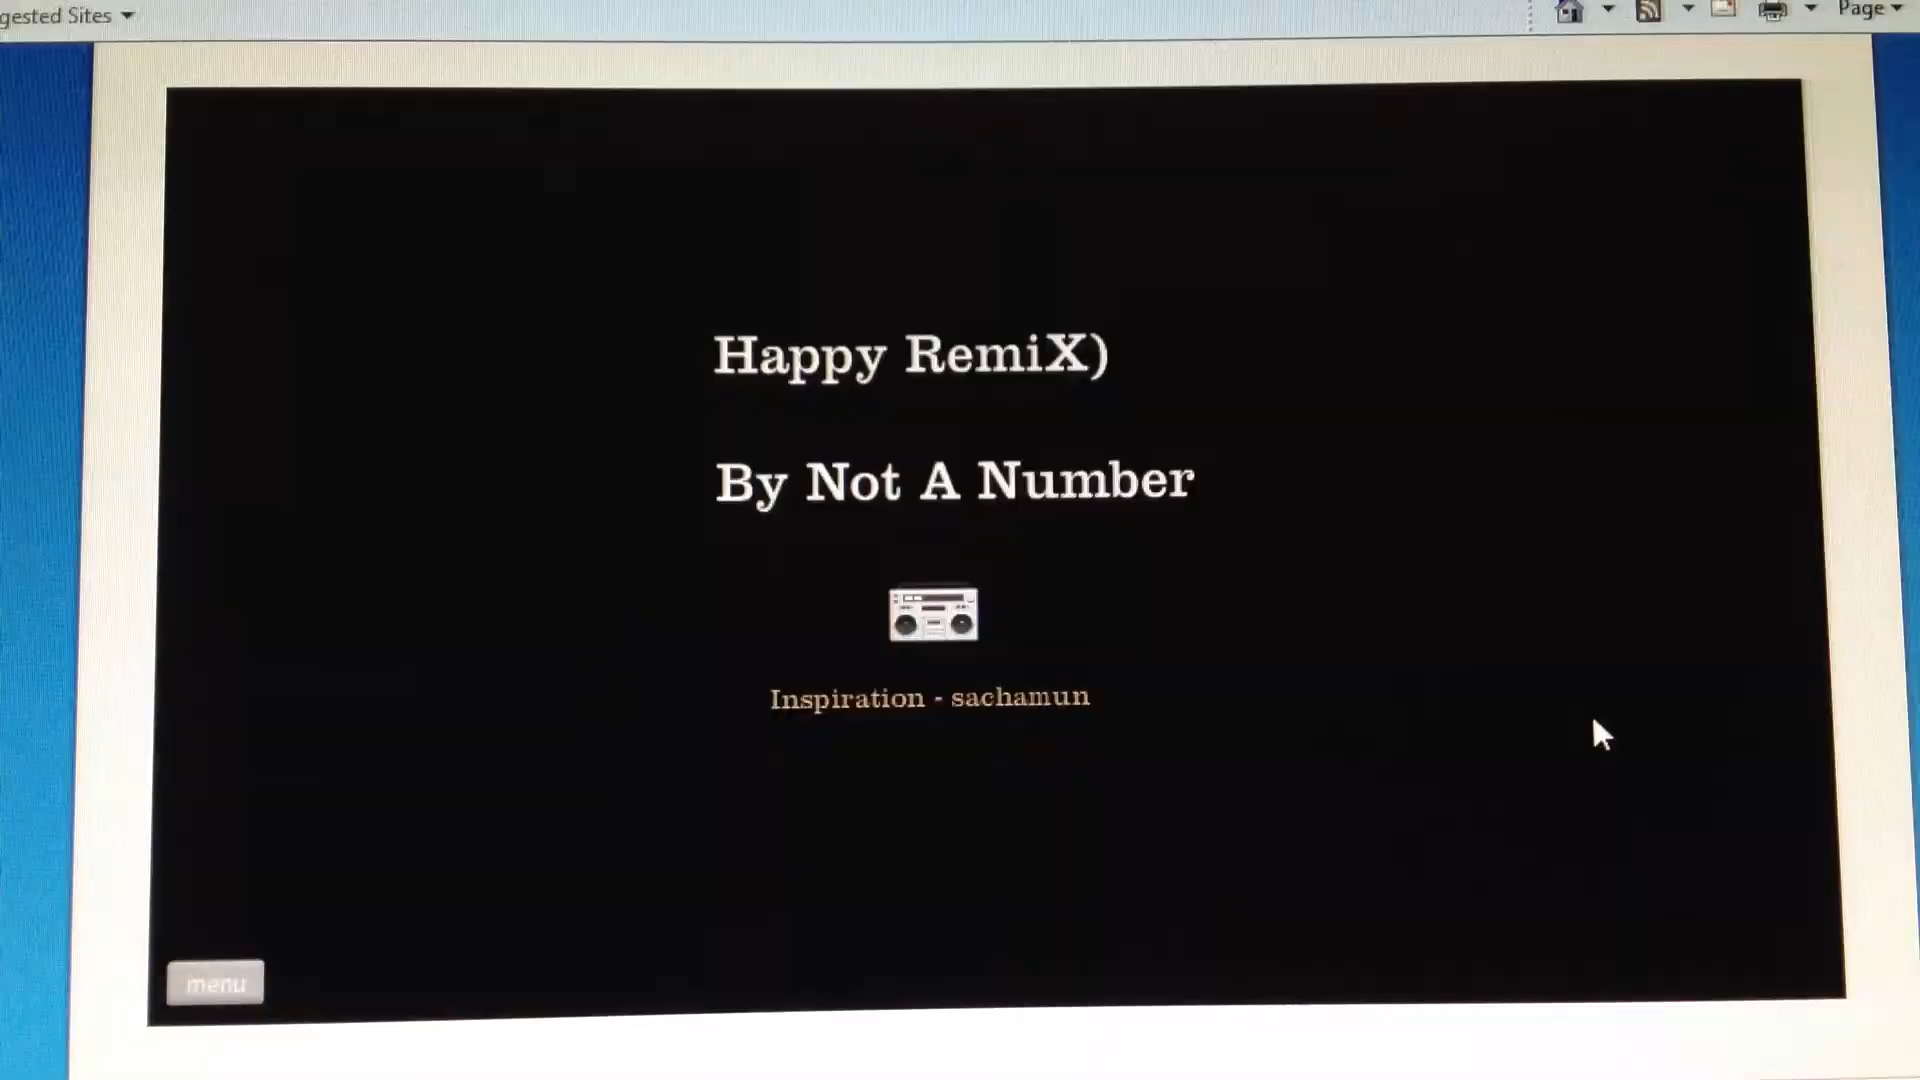 gested Sites
Page
Happy RemiX)
By Not A Number
Inspiration - sachamun
menu